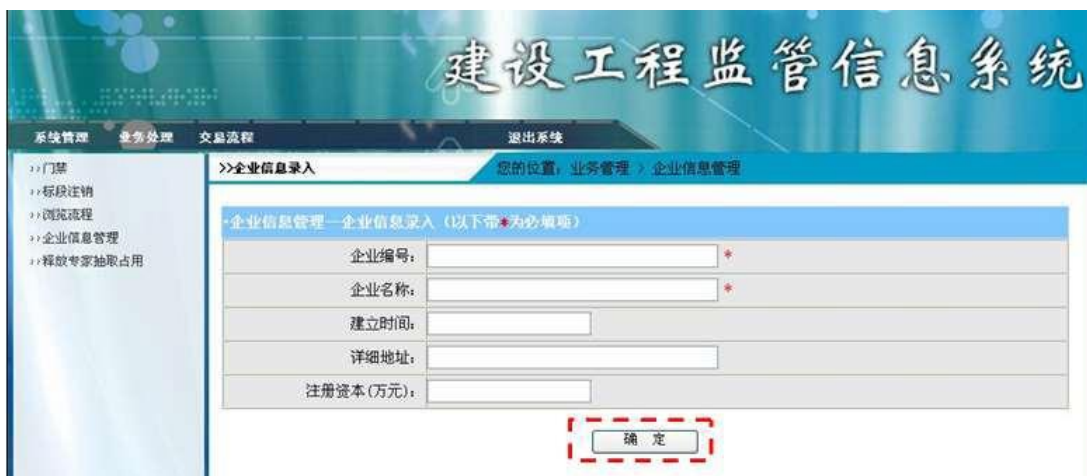 建设工程监管信息系统
系统管理 业务处理 交易流程 退出系统
>>门禁
>>标段注销
>>浏览流程
>>企业信息管理
>>释放专家抽取占用
>>企业信息录入
您的位置：业务管理 > 企业信息管理
-企业信息管理—企业信息录入（以下带*为必填项）
企业编号： *
企业名称： *
建立时间：
详细地址：
注册资本(万元)：
确 定